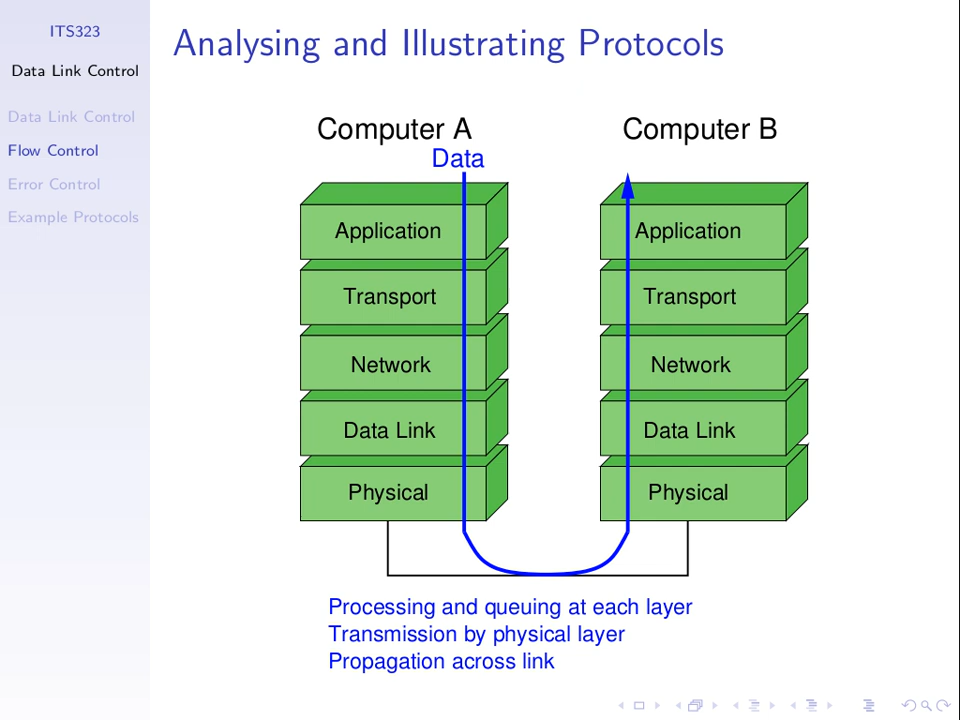 ITS323
Data Link Control
Data Link Control
Flow Control
Error Control
Example Protocols
Analysing and Illustrating Protocols
Computer A
Data
Application
Transport
Network
Data Link
Physical
Computer B
Application
Transport
Network
Data Link
Physical
Processing and queuing at each layer
Transmission by physical layer
Propagation across link